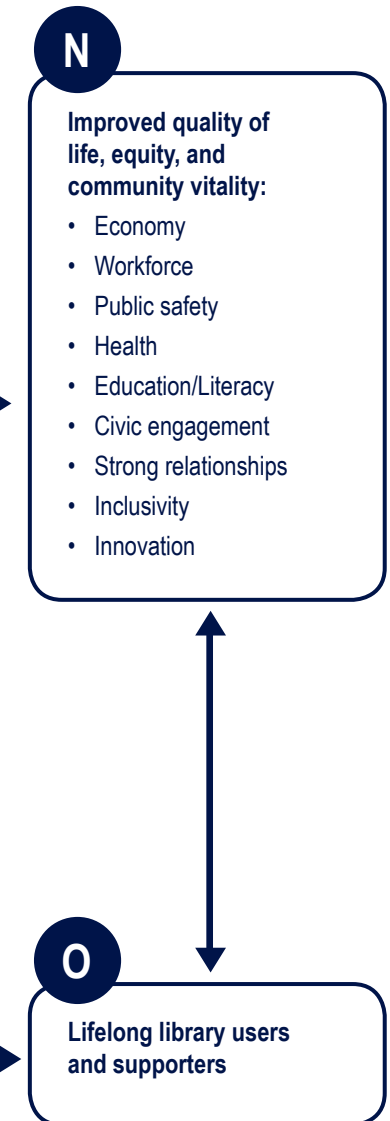 N
Improved quality of
life, equity, and
community vitality:
• Economy
• Workforce
• Public safety
• Health
• Education/Literacy
• Civic engagement
• Strong relationships
• Inclusivity
• Innovation
O
Lifelong library users
and supporters